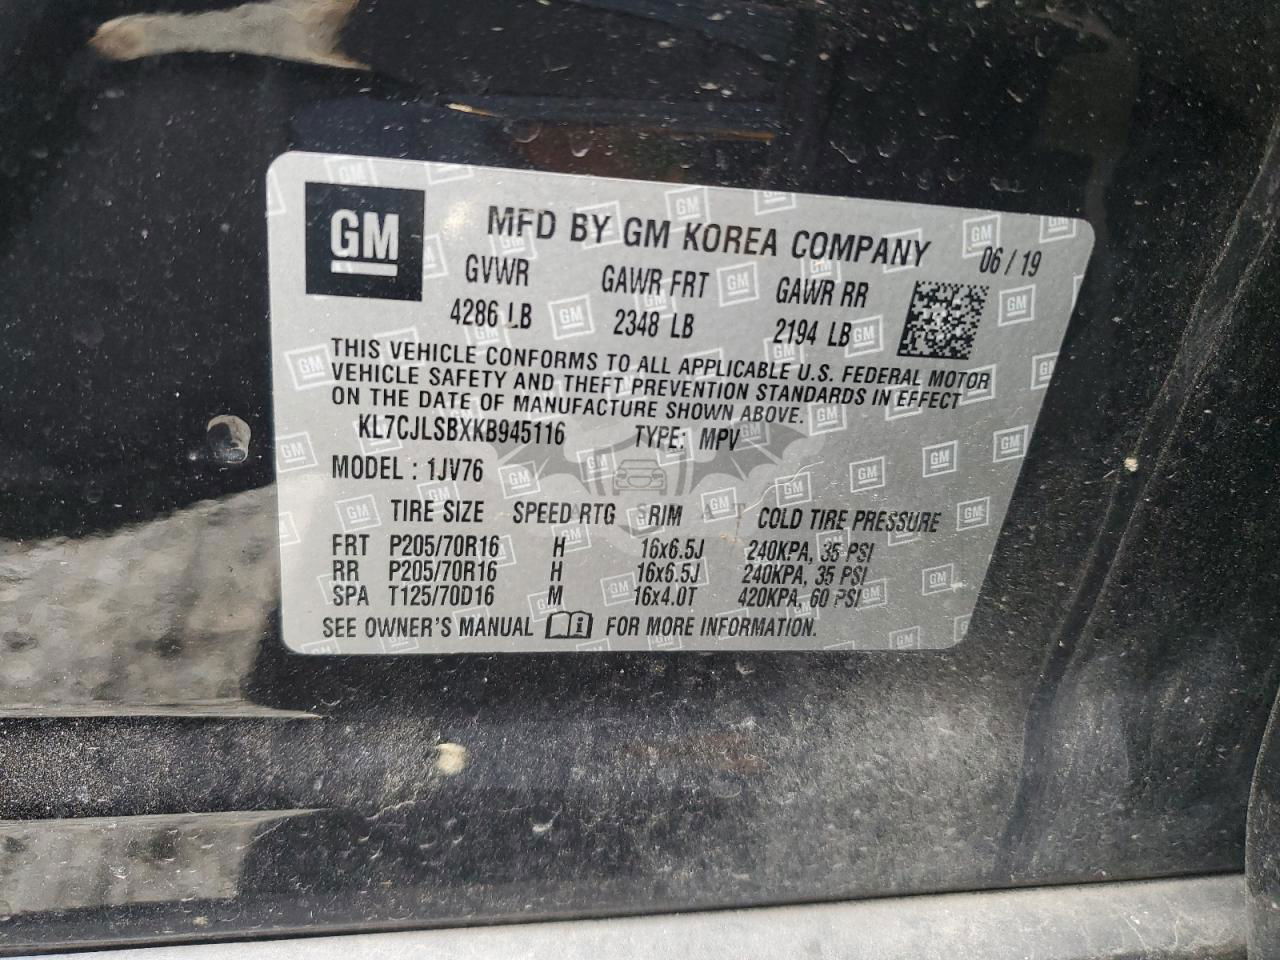 GM
MFD BY GM KOREA COMPANY 06 / 19
GVWR GAWR FRT GAWR RR
4286 LB 2348 LB 2194 LB
THIS VEHICLE CONFORMS TO ALL APPLICABLE U.S. FEDERAL MOTOR
VEHICLE SAFETY AND THEFT PREVENTION STANDARDS IN EFFECT
ON THE DATE OF MANUFACTURE SHOWN ABOVE.
KL7CJLSBXKB945116 TYPE: MPV
MODEL : 1JV76
TIRE SIZE SPEED RTG RIM COLD TIRE PRESSURE
FRT P205/70R16 H 16x6.5J 240KPA, 35 PSI
RR P205/70R16 H 16x6.5J 240KPA, 35 PSI
SPA T125/70D16 M 16x4.0T 420KPA, 60 PSI
SEE OWNER'S MANUAL FOR MORE INFORMATION.